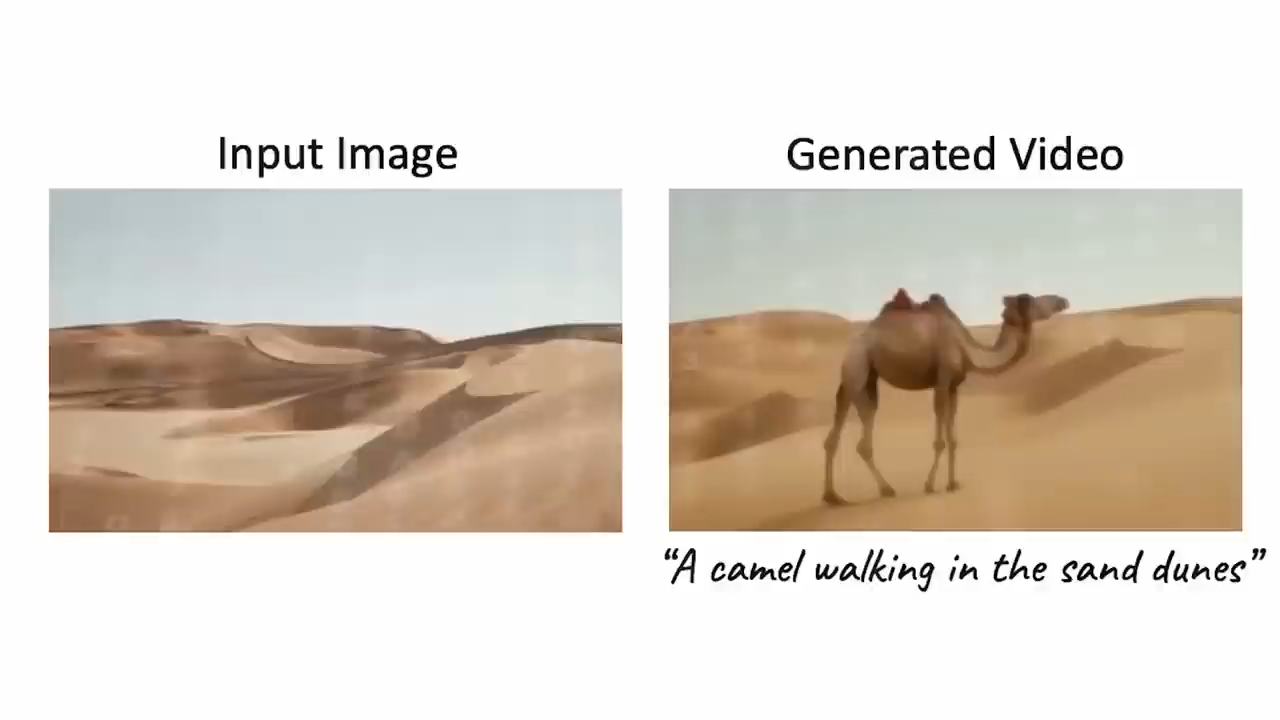 Input Image
Generated Video
“A camel walking in the sand dunes”